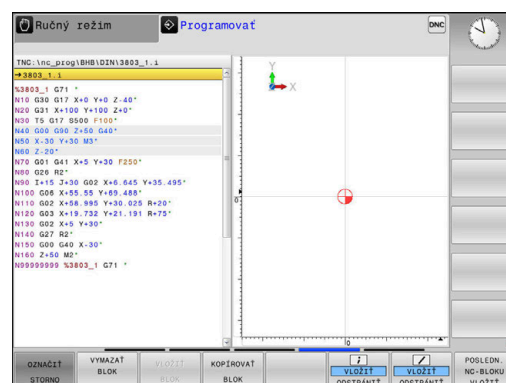 Ručný režim
Programovať
DNC
TNC:\nc_prog\BHB\DIN\3803_1.i
→3803_1.i
%3803_1 G71 *
N10 G30 G17 X+0 Y+0 Z-40*
N20 G31 X+100 Y+100 Z+0*
N30 T5 G17 S500 F100*
N40 G00 G90 Z+50 G40*
N50 X-30 Y+30 M3*
N60 Z-20*
N70 G01 G41 X+5 Y+30 F250*
N80 G26 R2*
N90 I+15 J+30 G02 X+6.645 Y+35.495*
N100 G06 X+55.55 Y+69.488*
N110 G02 X+58.995 Y+30.025 R+20*
N120 G03 X+19.732 Y+21.191 R+75*
N130 G02 X+5 Y+30*
N140 G27 R2*
N150 G00 G40 X-30*
N160 Z+50 M2*
N99999999 %3803_1 G71 *
Y
X
0
0
OZNAČIŤ
STORNO
VYMAZAŤ
BLOK
VLOŽIŤ
BLOK
KOPÍROVAŤ
BLOK
VLOŽIŤ
ODSTRÁNIŤ
VLOŽIŤ
ODSTRÁNIŤ
POSLEDN.
NC-BLOKU
VLOŽIŤ